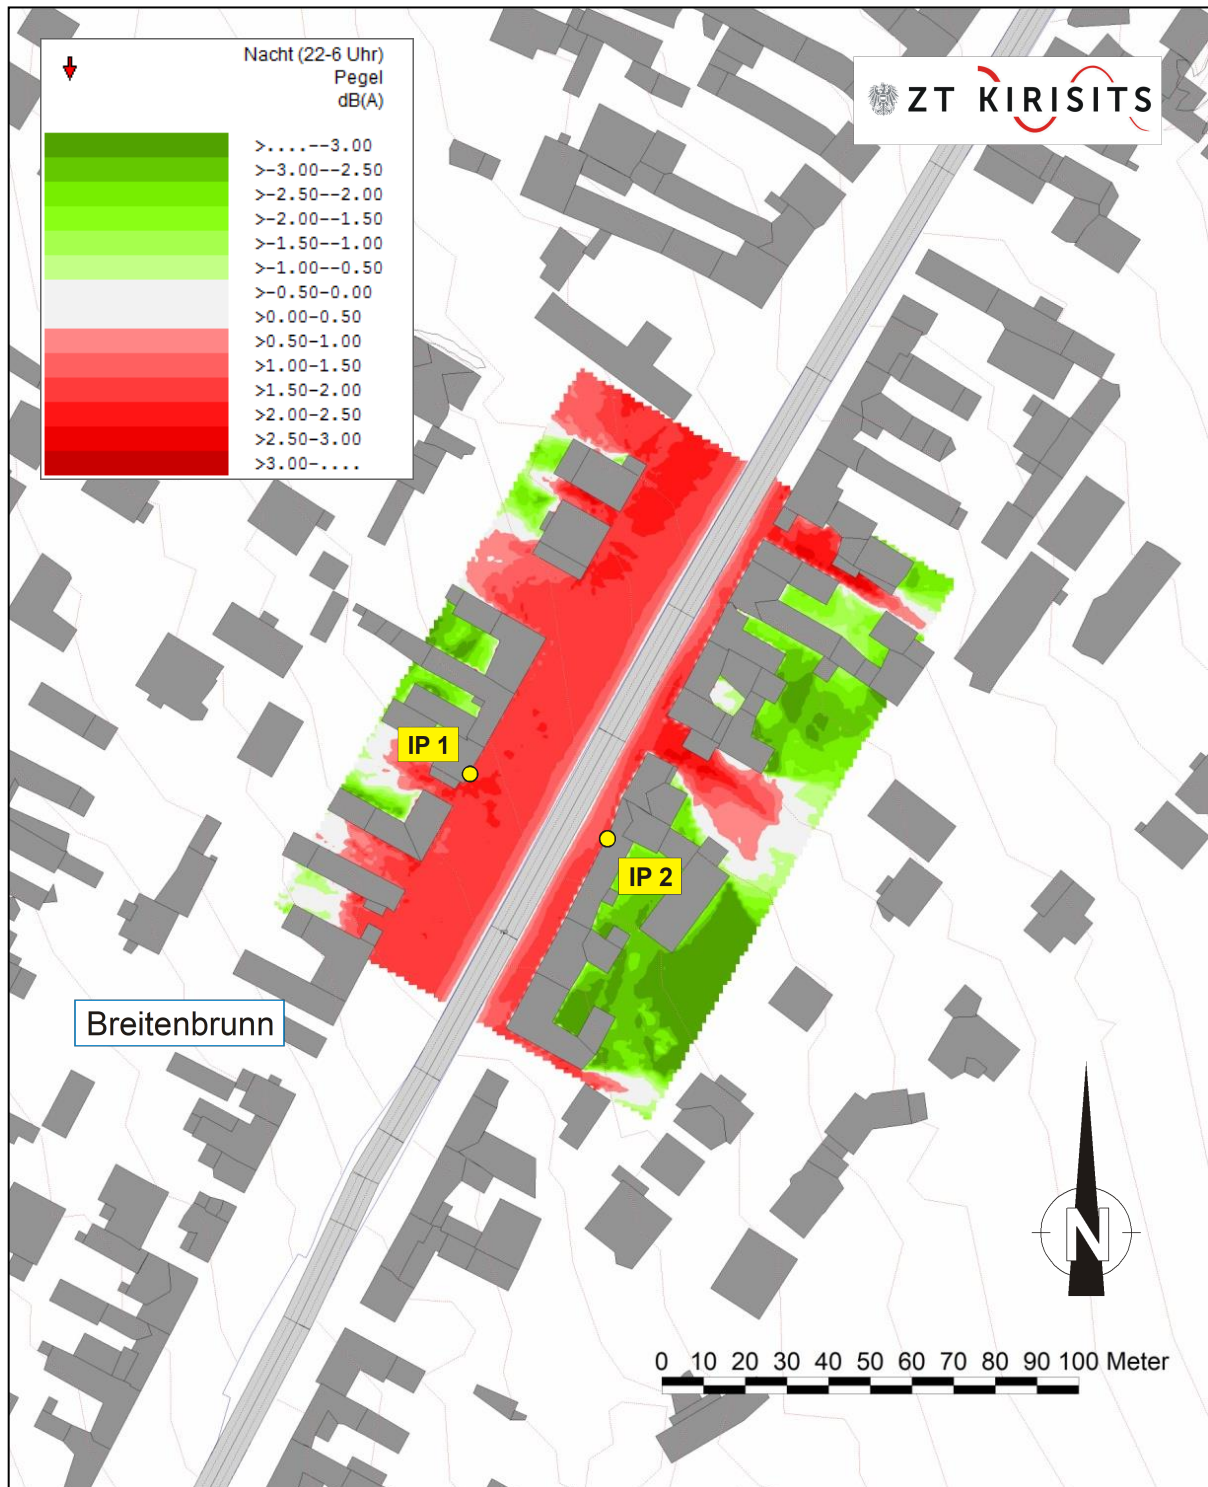 Nacht (22-6 Uhr)
Pegel
dB(A)
>....--3.00
>-3.00--2.50
>-2.50--2.00
>-2.00--1.50
>-1.50--1.00
>-1.00--0.50
>-0.50-0.00
>0.00-0.50
>0.50-1.00
>1.00-1.50
>1.50-2.00
>2.00-2.50
>2.50-3.00
>3.00-....
ZT KIRISITS
IP 1
IP 2
Breitenbrunn
N
0 10 20 30 40 50 60 70 80 90 100 Meter